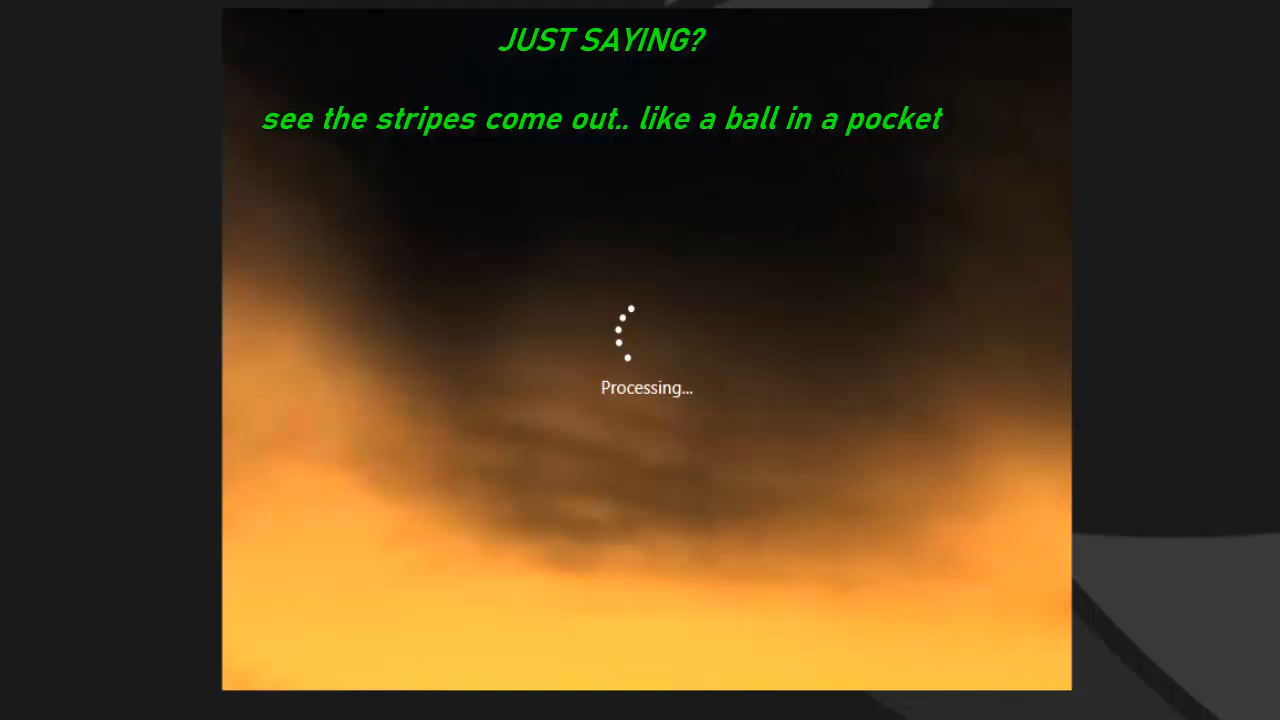 JUST SAYING?
see the stripes come out.. like a ball in a pocket
Processing...